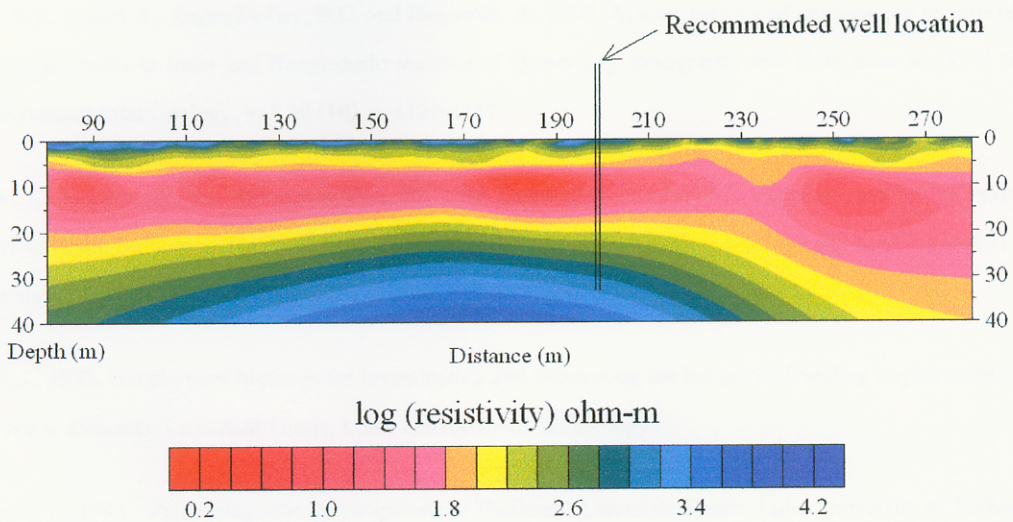 Recommended well location
90 110 130 150 170 190 210 230 250 270
0 0
10 10
20 20
30 30
40 40
Depth (m) Distance (m)
log (resistivity) ohm-m
0.2 1.0 1.8 2.6 3.4 4.2